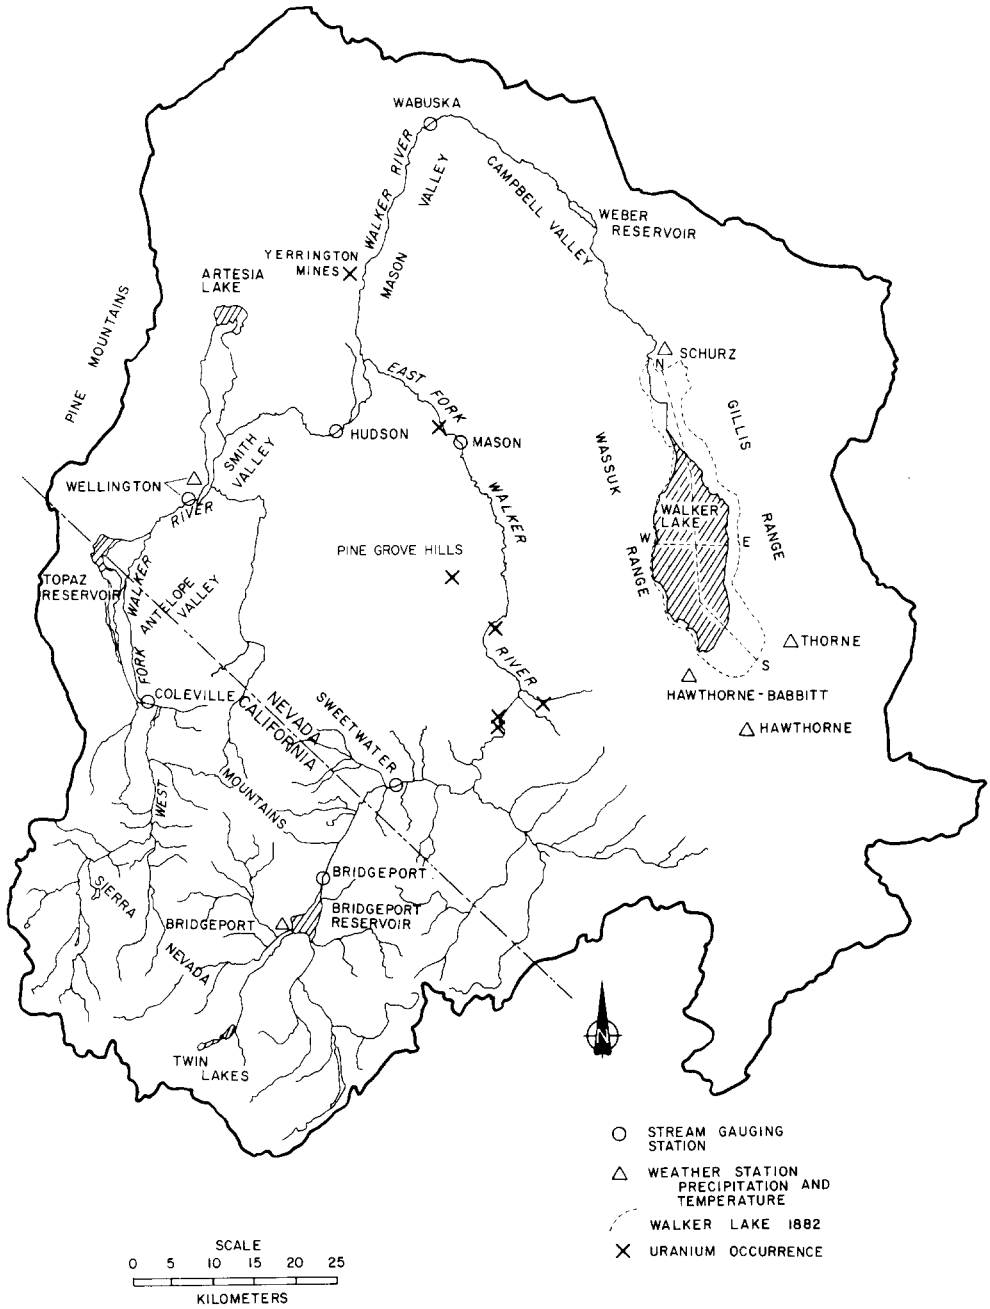 WABUSKA
WALKER RIVER
VALLEY
MASON
CAMPBELL VALLEY
WEBER
RESERVOIR
YERRINGTON
MINES
ARTESIA
LAKE
PINE MOUNTAINS
SCHURZ
N
EAST FORK
WALKER
RIVER
GILLIS
RANGE
HUDSON
MASON
SMITH
VALLEY
WASSUK
RANGE
WELLINGTON
RIVER
WALKER
FORK
WEST
WALKER
LAKE
W
E
S
PINE GROVE HILLS
TOPAZ
RESERVOIR
ANTELOPE
VALLEY
THORNE
HAWTHORNE-BABBITT
HAWTHORNE
COLEVILLE
NEVADA
CALIFORNIA
SWEETWATER
MOUNTAINS
SIERRA
NEVADA
BRIDGEPORT
BRIDGEPORT
RESERVOIR
BRIDGEPORT
TWIN
LAKES
N
STREAM GAUGING
STATION
WEATHER STATION
PRECIPITATION AND
TEMPERATURE
WALKER LAKE 1882
URANIUM OCCURRENCE
SCALE
0 5 10 15 20 25
KILOMETERS